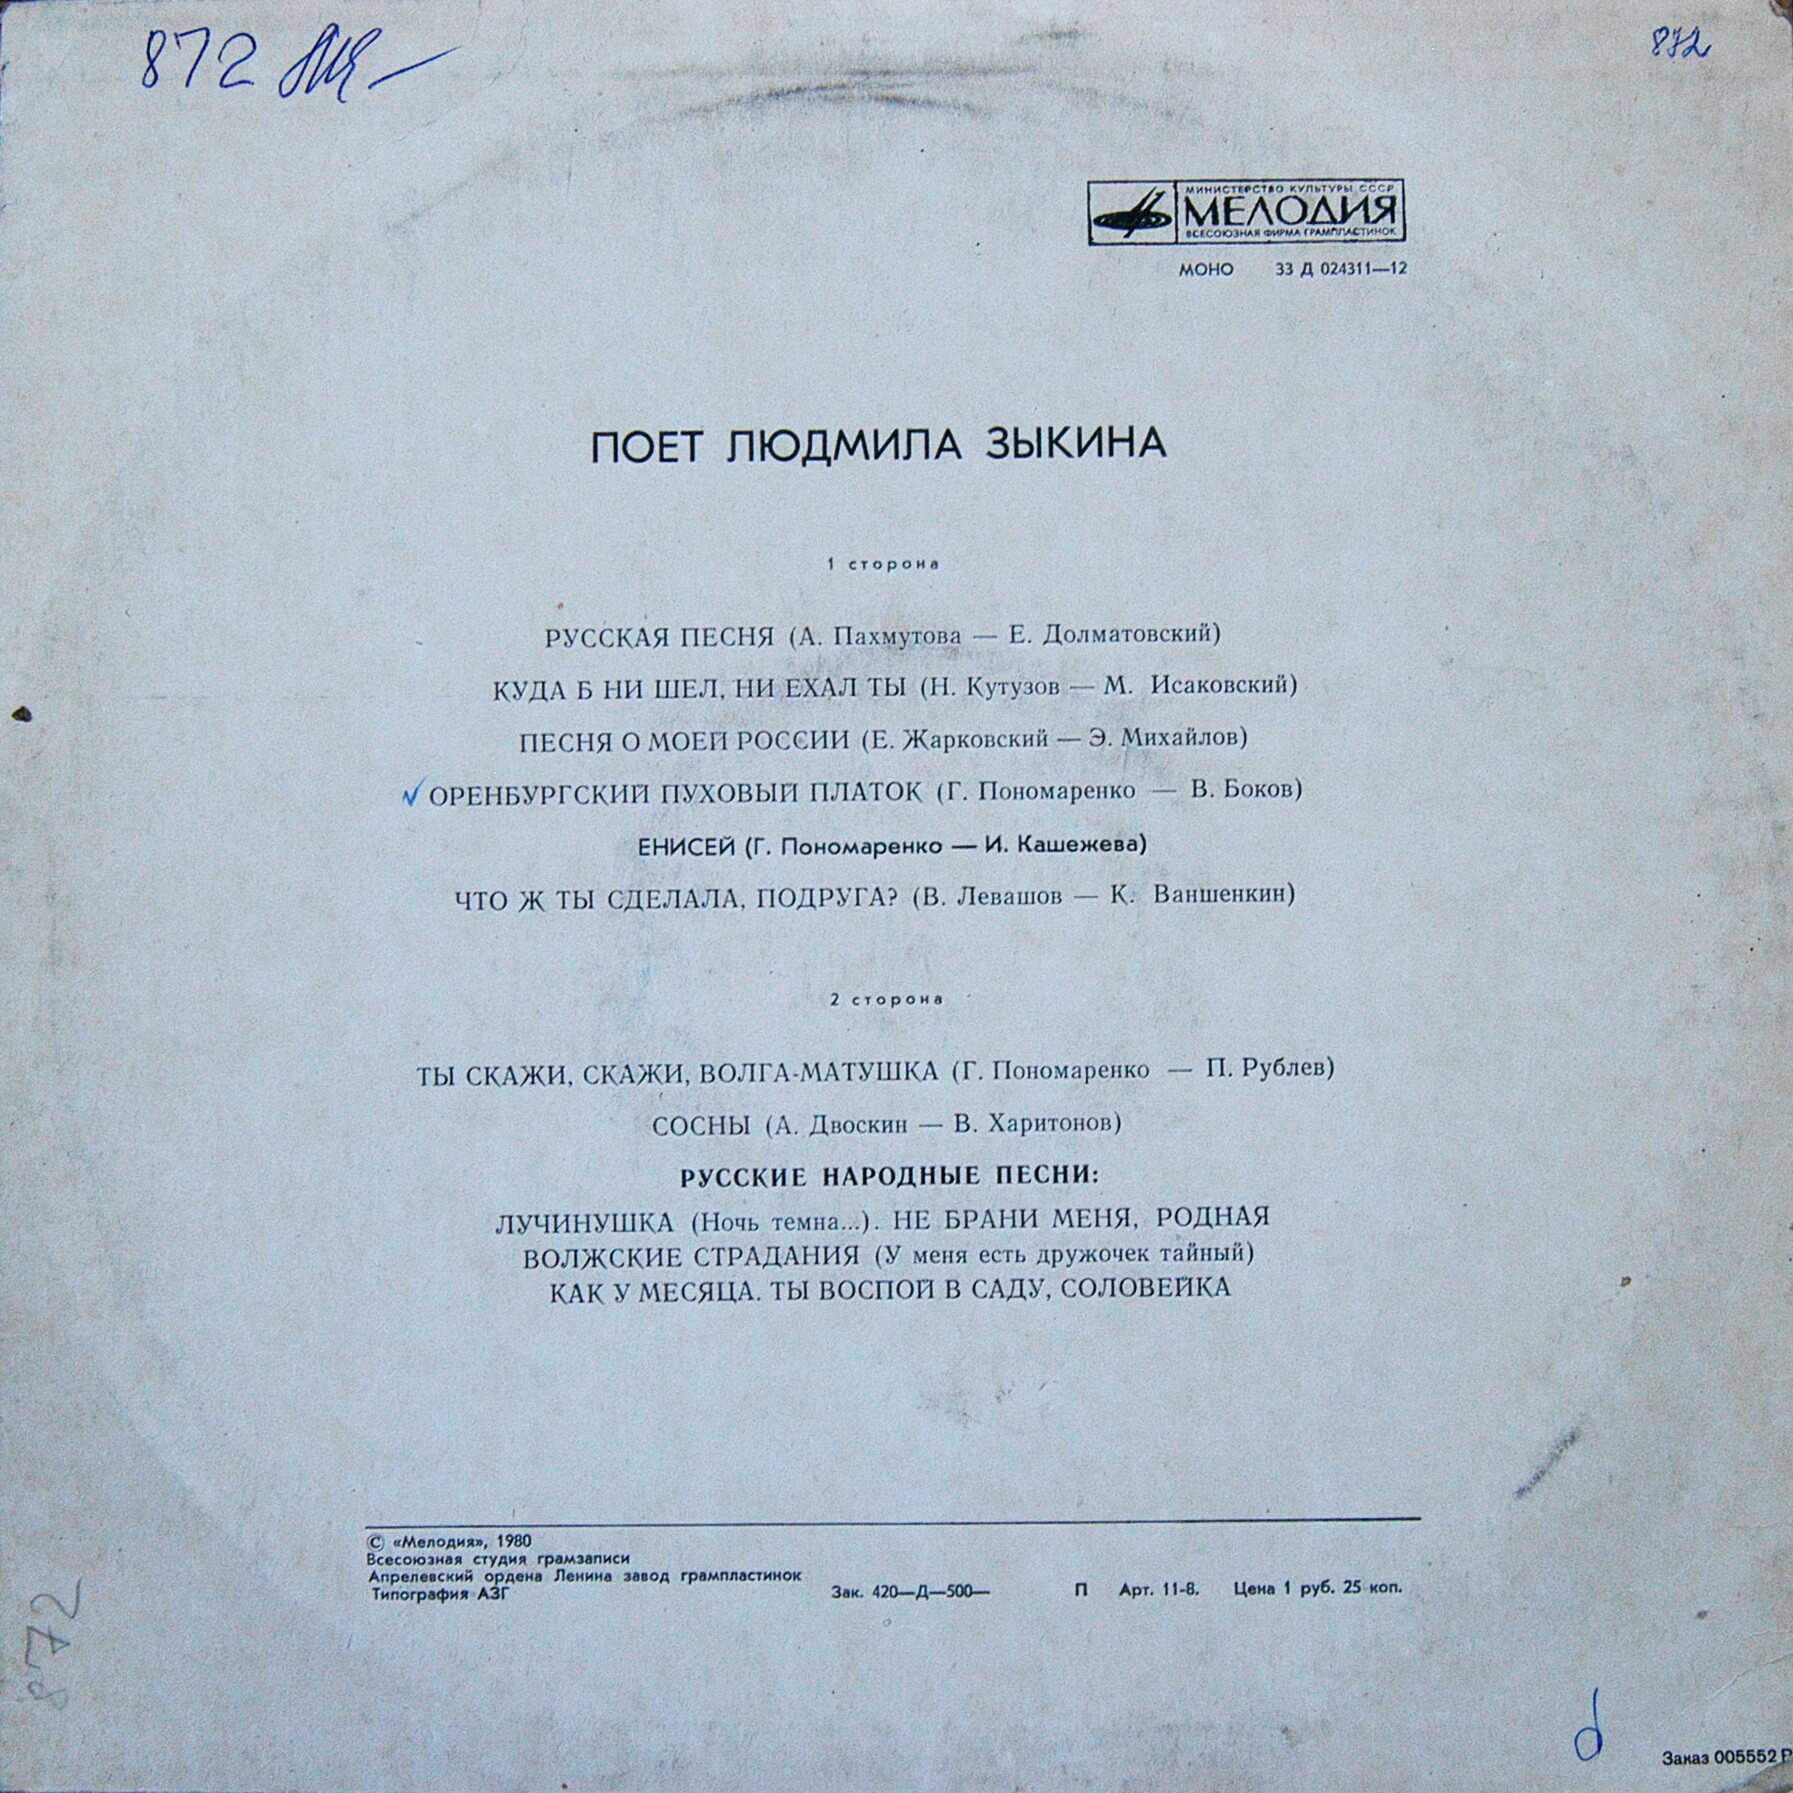 872
872
МИНИСТЕРСТВО КУЛЬТУРЫ СССР
МЕЛОДИЯ
ВСЕСОЮЗНАЯ ФИРМА ГРАМПЛАСТИНОК
МОНО 33 Д 024311—12
ПОЕТ ЛЮДМИЛА ЗЫКИНА
1 сторона
РУССКАЯ ПЕСНЯ (А. Пахмутова — Е. Долматовский)
КУДА Б НИ ШЕЛ, НИ ЕХАЛ ТЫ (Н. Кутузов — М. Исаковский)
ПЕСНЯ О МОЕЙ РОССИИ (Е. Жарковский — Э. Михайлов)
ОРЕНБУРГСКИЙ ПУХОВЫЙ ПЛАТОК (Г. Пономаренко — В. Боков)
ЕНИСЕЙ (Г. Пономаренко — И. Кашежева)
ЧТО Ж ТЫ СДЕЛАЛА, ПОДРУГА? (В. Левашов — К. Ваншенкин)
2 сторона
ТЫ СКАЖИ, СКАЖИ, ВОЛГА-МАТУШКА (Г. Пономаренко — П. Рублев)
СОСНЫ (А. Двоскин — В. Харитонов)
РУССКИЕ НАРОДНЫЕ ПЕСНИ:
ЛУЧИНУШКА (Ночь темна...). НЕ БРАНИ МЕНЯ, РОДНАЯ
ВОЛЖСКИЕ СТРАДАНИЯ (У меня есть дружочек тайный)
КАК У МЕСЯЦА. ТЫ ВОСПОЙ В САДУ, СОЛОВЕЙКА
© «Мелодия», 1980
Всесоюзная студия грамзаписи
Апрелевский ордена Ленина завод грампластинок
Типография АЗГ Зак. 420—Д—500— П Арт. 11-8. Цена 1 руб. 25 коп.
872
Заказ 005552 Р